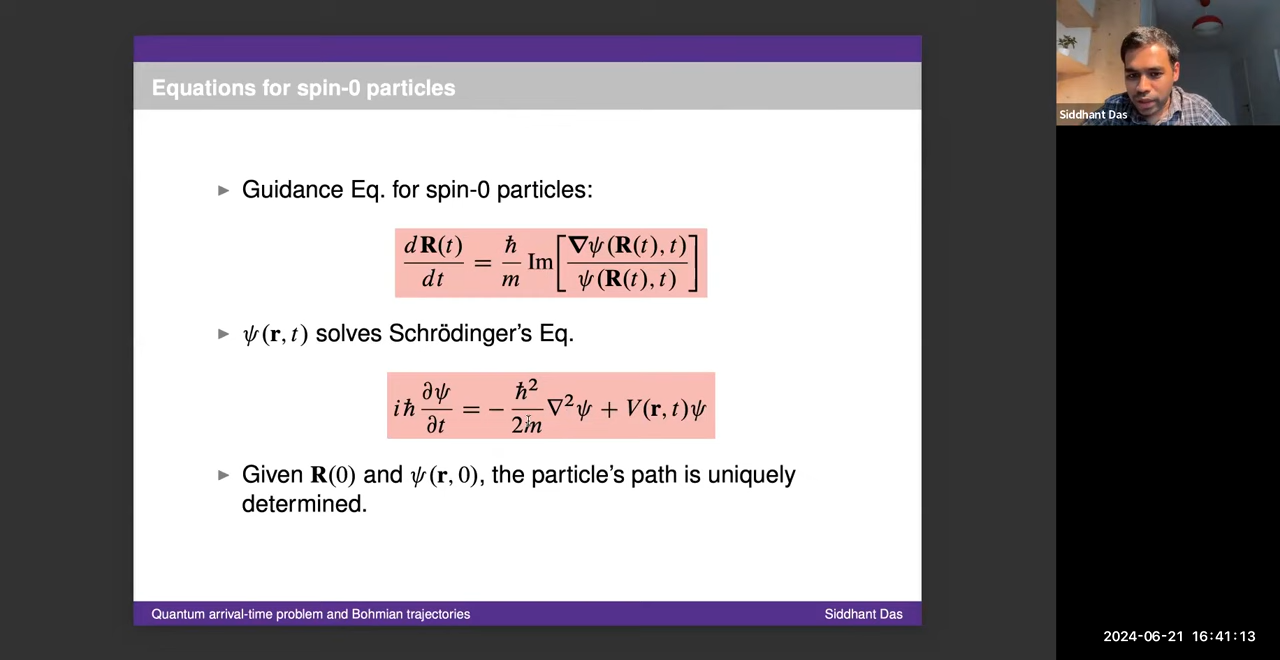 Equations for spin-0 particles
▶ Guidance Eq. for spin-0 particles:
d𝐑(t)/dt = ħ/m Im[∇ψ(𝐑(t), t)/ψ(𝐑(t), t)]
▶ ψ(𝐫, t) solves Schrödinger's Eq.
iħ ∂ψ/∂t = − ħ²/2m ∇²ψ + V(𝐫, t)ψ
▶ Given 𝐑(0) and ψ(𝐫, 0), the particle's path is uniquely
determined.
Quantum arrival-time problem and Bohmian trajectories
Siddhant Das
Siddhant Das
2024-06-21 16:41:13